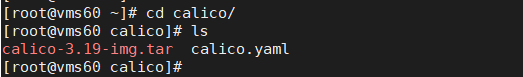 [root@vms60 ~]# cd calico/
[root@vms60 calico]# ls
calico-3.19-img.tar  calico.yaml
[root@vms60 calico]#